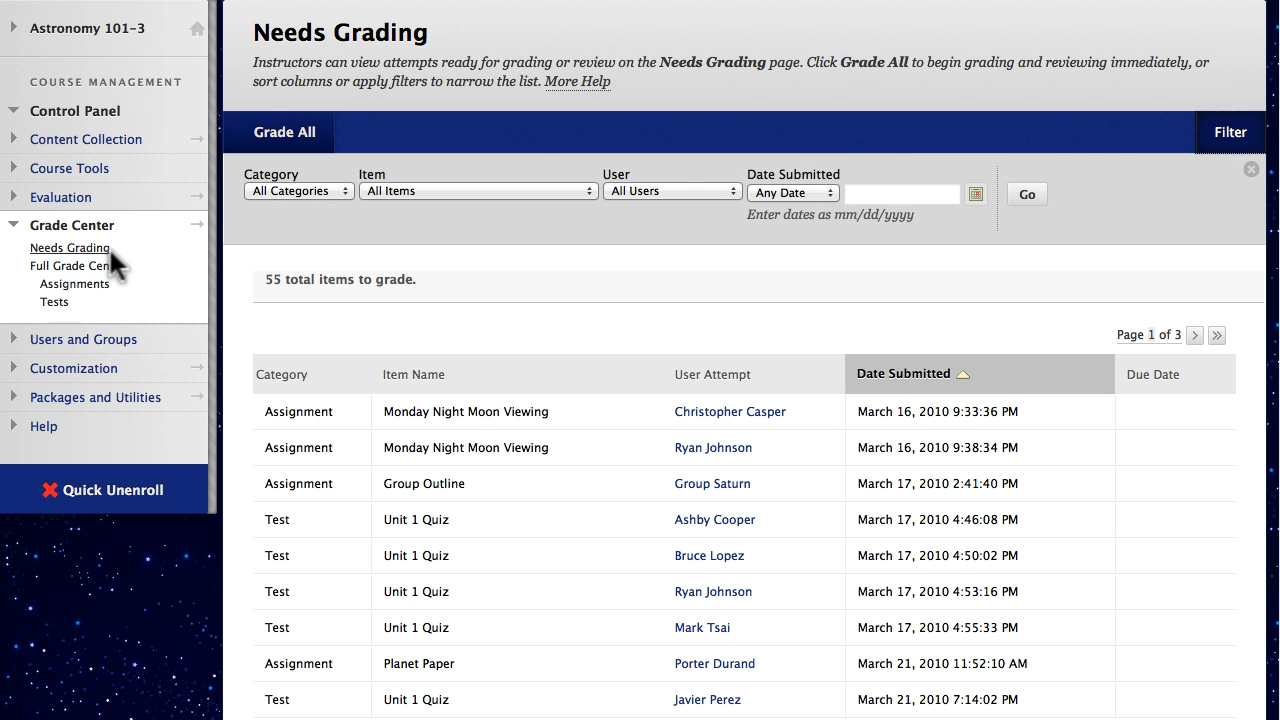 Astronomy 101-3
COURSE MANAGEMENT
Control Panel
Content Collection
Course Tools
Evaluation
Grade Center
Needs Grading
Full Grade
Assignments
Tests
Users and Groups
Customization
Packages and Utilities
Help
Quick Unenroll
Needs Grading
Instructors can view attempts ready for grading or review on the Needs Grading page. Click Grade All to begin grading and reviewing immediately, or
sort columns or apply filters to narrow the list. More Help
Grade All Filter
Category Item User Date Submitted
All Categories All Items All Users Any Date Go
Enter dates as mm/dd/yyyy
55 total items to grade.
Page 1 of 3 > >>
Category Item Name User Attempt Date Submitted Due Date
Assignment Monday Night Moon Viewing Christopher Casper March 16, 2010 9:33:36 PM
Assignment Monday Night Moon Viewing Ryan Johnson March 16, 2010 9:38:34 PM
Assignment Group Outline Group Saturn March 17, 2010 2:41:40 PM
Test Unit 1 Quiz Ashby Cooper March 17, 2010 4:46:08 PM
Test Unit 1 Quiz Bruce Lopez March 17, 2010 4:50:02 PM
Test Unit 1 Quiz Ryan Johnson March 17, 2010 4:53:16 PM
Test Unit 1 Quiz Mark Tsai March 17, 2010 4:55:33 PM
Assignment Planet Paper Porter Durand March 21, 2010 11:52:10 AM
Test Unit 1 Quiz Javier Perez March 21, 2010 7:14:02 PM